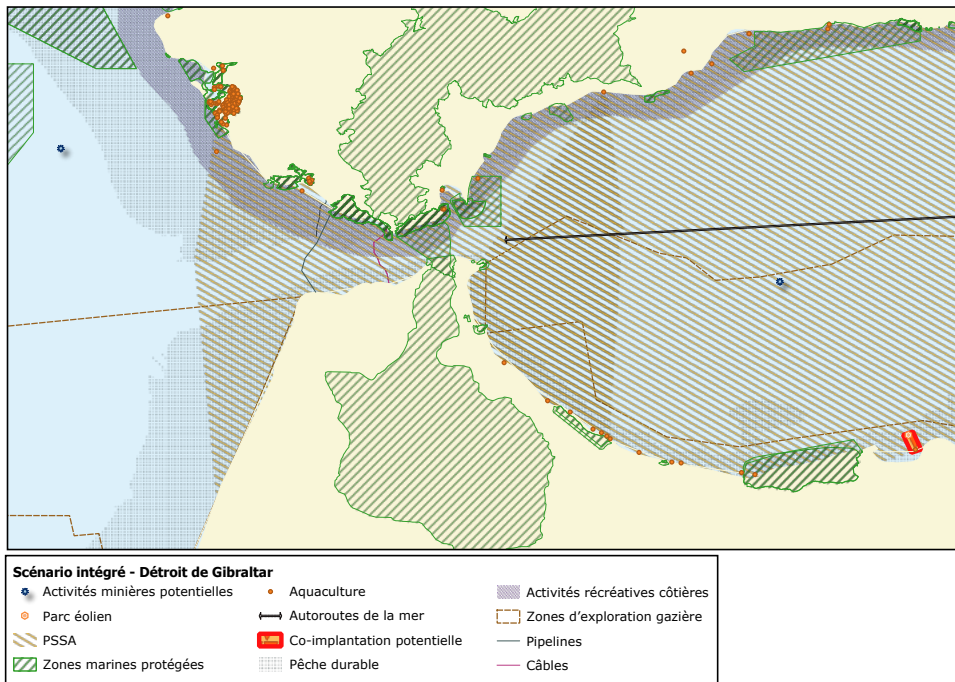 Scénario intégré - Détroit de Gibraltar
Activités minières potentielles
Parc éolien
PSSA
Zones marines protégées
Aquaculture
Autoroutes de la mer
Co-implantation potentielle
Pêche durable
Activités récréatives côtières
Zones d’exploration gazière
Pipelines
Câbles